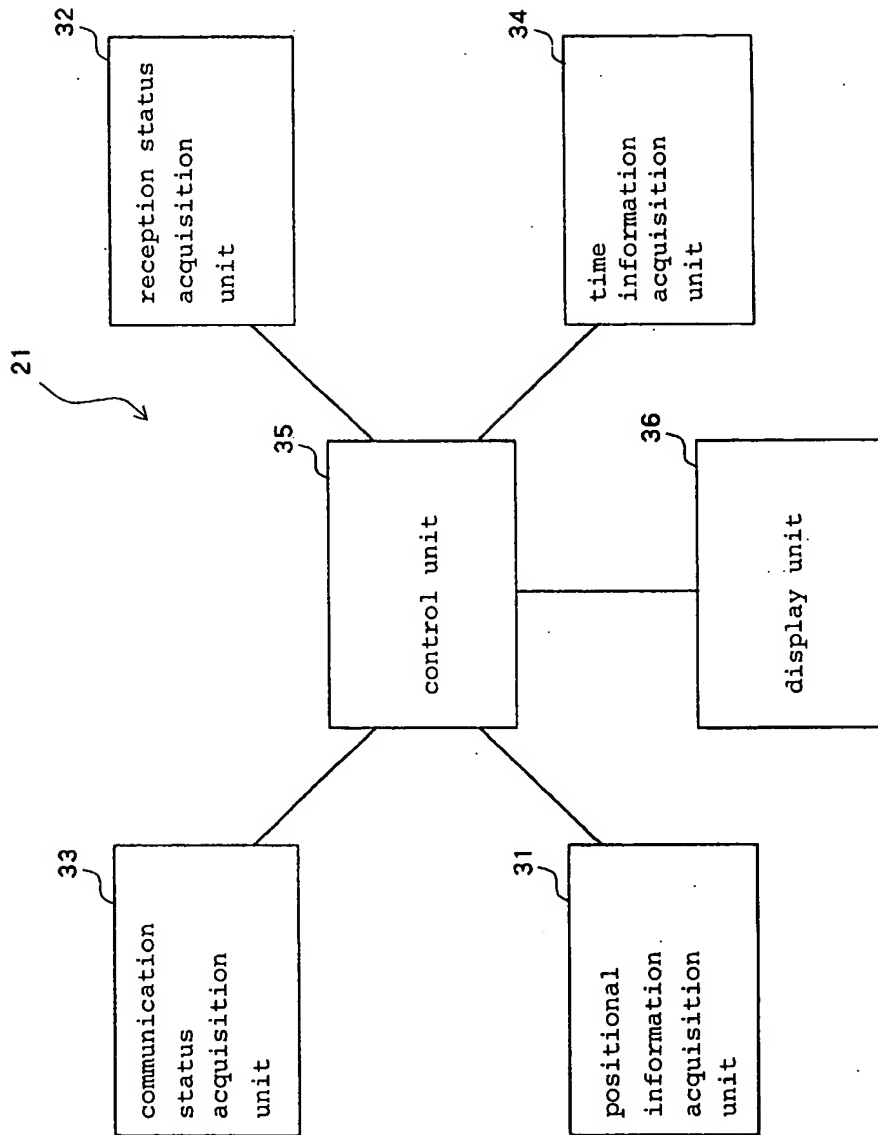 21
33
communication
status
acquisition
unit
32
reception status
acquisition
unit
35
control unit
31
positional
information
acquisition
unit
34
time
information
acquisition
unit
36
display unit